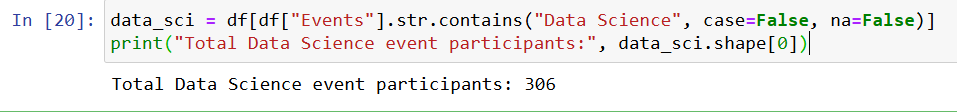 In [20]: data_sci = df[df["Events"].str.contains("Data Science", case=False, na=False)]
print("Total Data Science event participants:", data_sci.shape[0])
Total Data Science event participants: 306